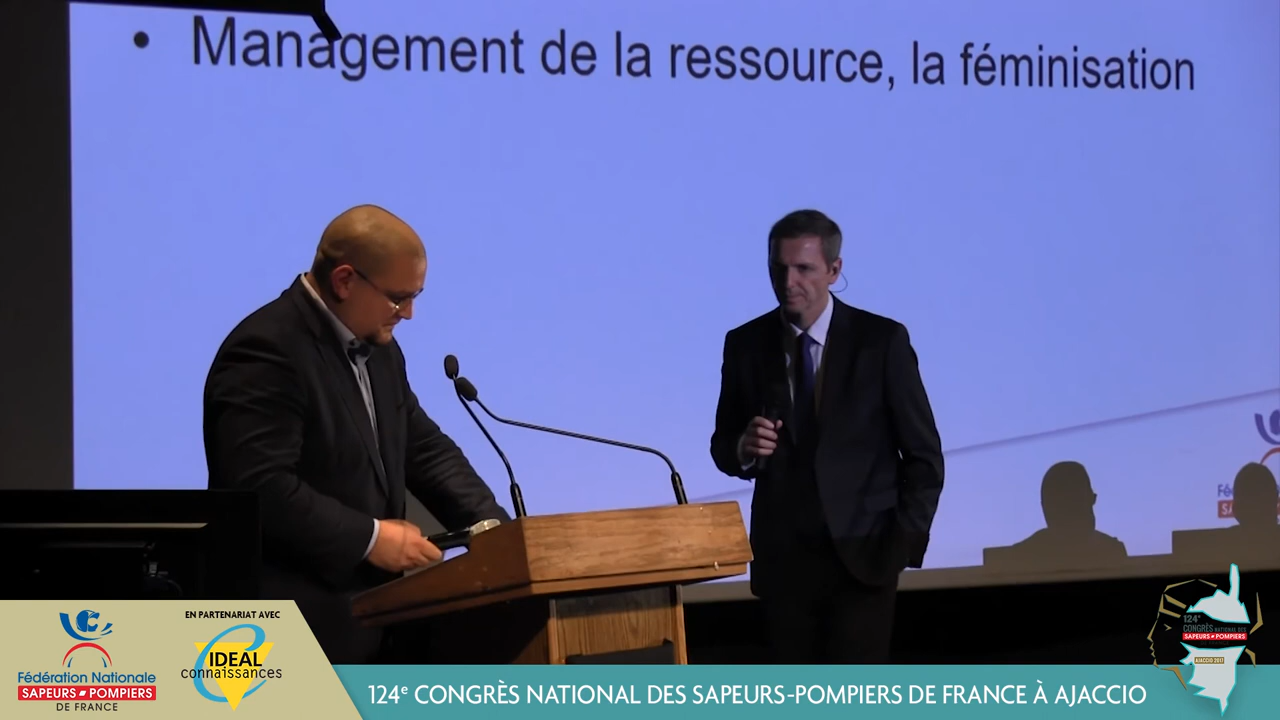 • Management de la ressource, la féminisation
EN PARTENARIAT AVEC
IDEAL
connaissances
Fédération Nationale
SAPEURS-POMPIERS
DE FRANCE
124e CONGRÈS NATIONAL DES SAPEURS-POMPIERS DE FRANCE À AJACCIO
124e
CONGRÈS NATIONAL DES
SAPEURS-POMPIERS
AJACCIO 2017